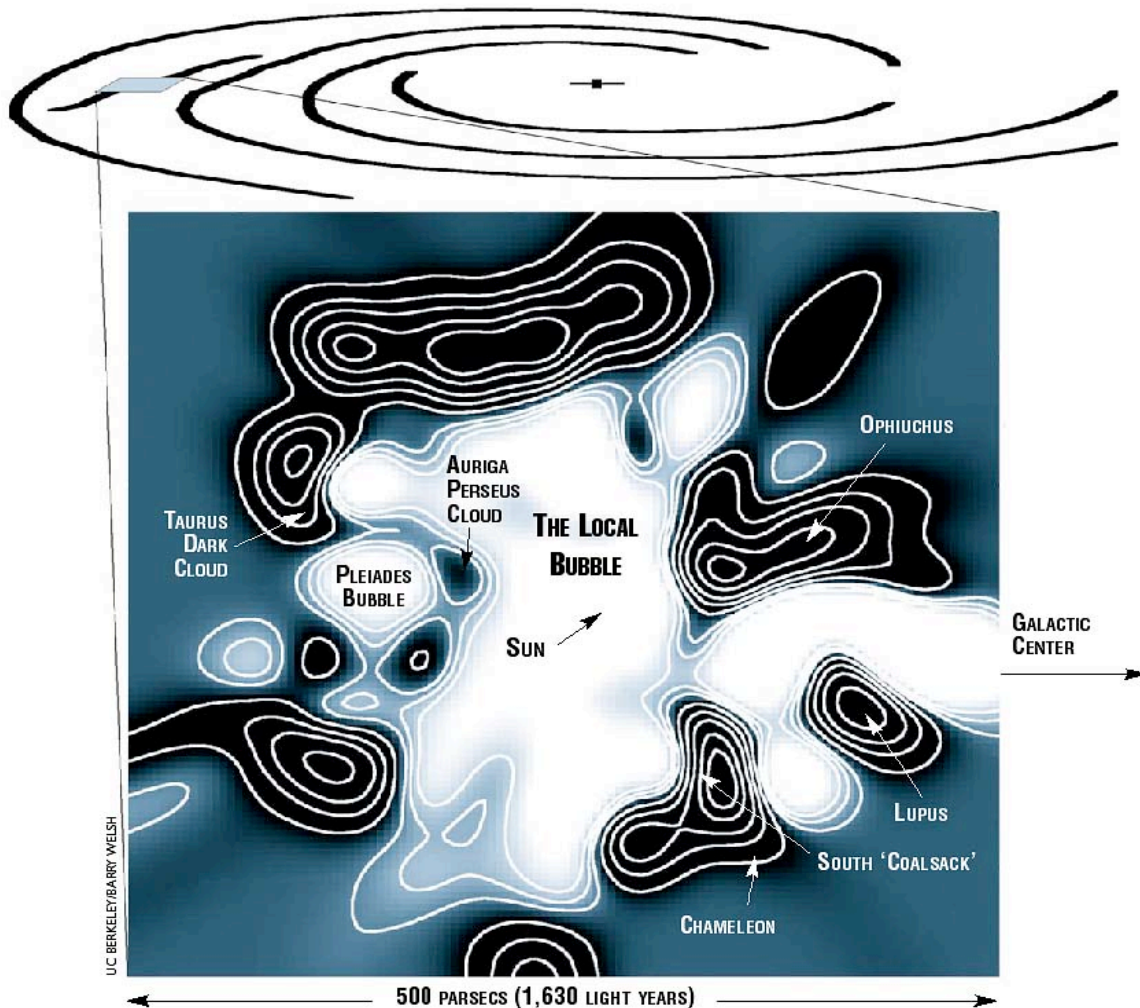 OPHIUCHUS
AURIGA
PERSEUS
CLOUD
TAURUS
DARK
CLOUD
THE LOCAL
BUBBLE
PLEIADES
BUBBLE
SUN
GALACTIC
CENTER
LUPUS
SOUTH ‘COALSACK’
CHAMELEON
UC BERKELEY/BARRY WELSH
500 PARSECS (1,630 LIGHT YEARS)